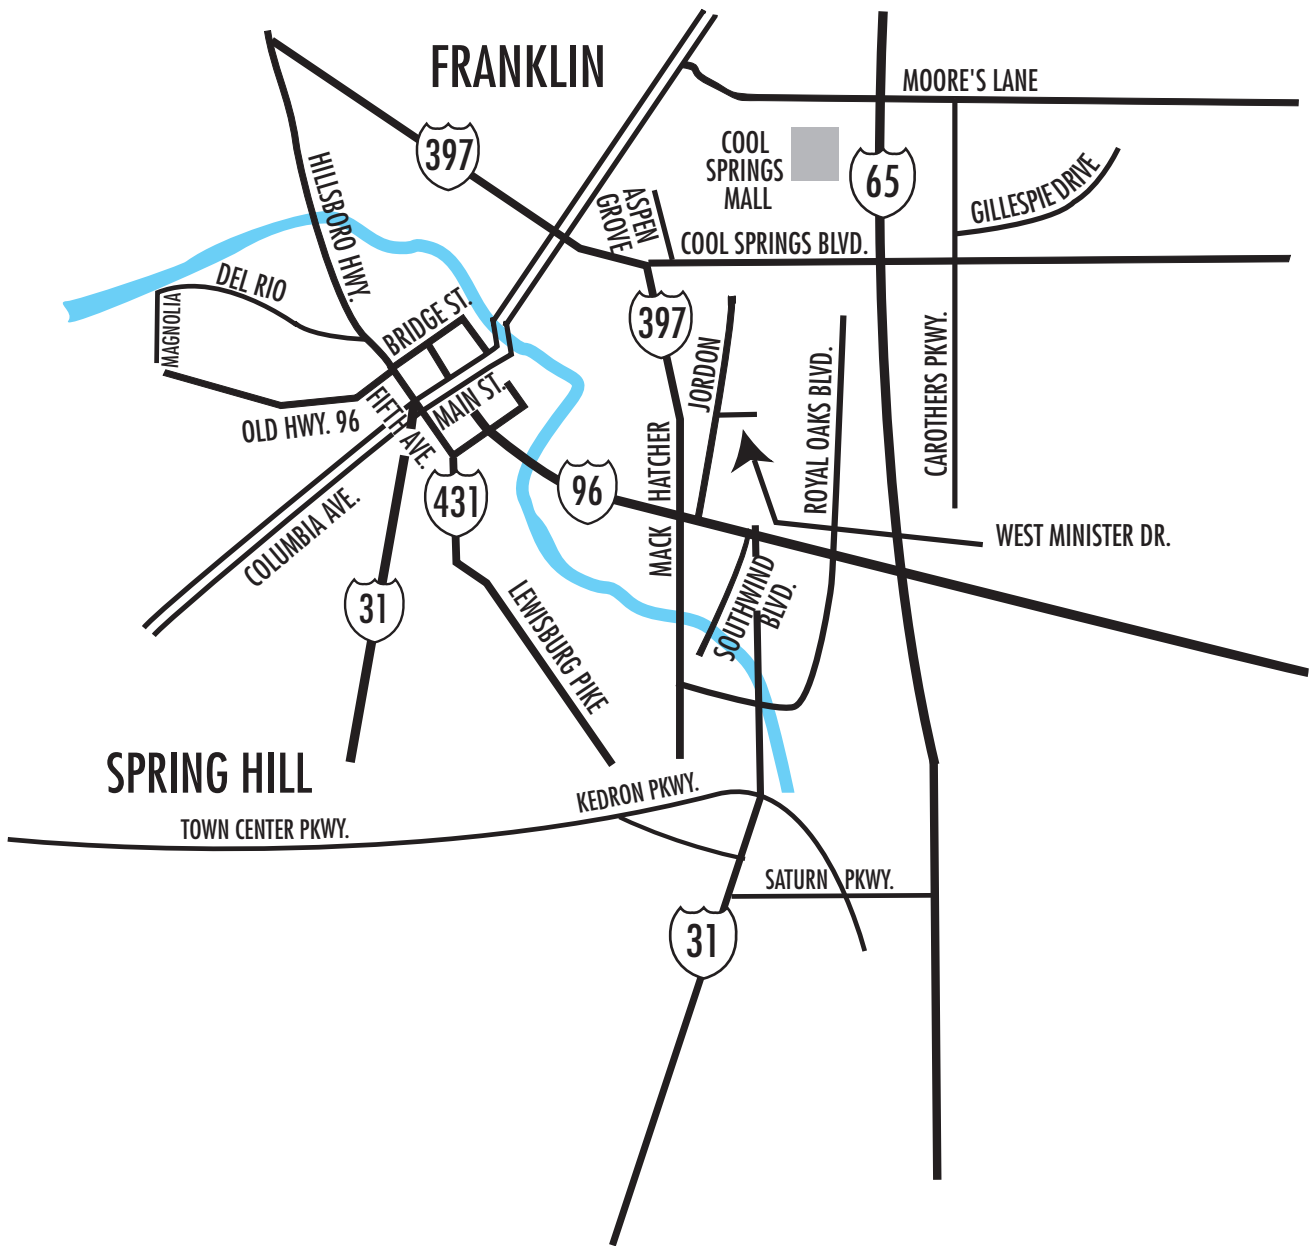 FRANKLIN
MOORE'S LANE
397
HILLSBORO HWY.
COOL
SPRINGS
MALL
65
GILLESPIE DRIVE
ASPEN
GROVE
COOL SPRINGS BLVD.
DEL RIO
MAGNOLIA
BRIDGE ST.
397
JORDON
ROYAL OAKS BLVD.
CAROTHERS PKWY.
OLD HWY. 96
FIFTH AVE.
MAIN ST.
MACK HATCHER
431
96
COLUMBIA AVE.
WEST MINISTER DR.
31
LEWISBURG PIKE
SOUTHWIND
BLVD.
SPRING HILL
KEDRON PKWY.
TOWN CENTER PKWY.
SATURN PKWY.
31